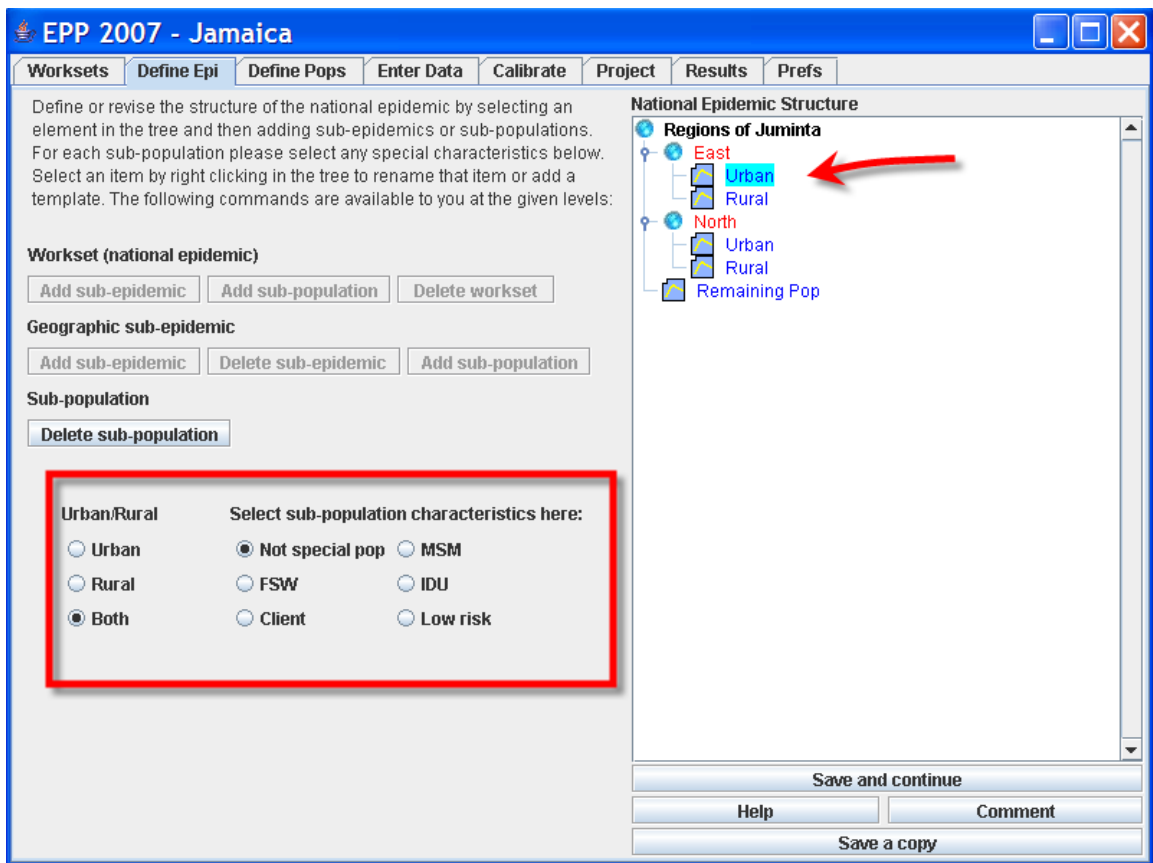 EPP 2007 - Jamaica
Worksets Define Epi Define Pops Enter Data Calibrate Project Results Prefs
Define or revise the structure of the national epidemic by selecting an
element in the tree and then adding sub-epidemics or sub-populations.
For each sub-population please select any special characteristics below.
Select an item by right clicking in the tree to rename that item or add a
template. The following commands are available to you at the given levels:
Workset (national epidemic)
Add sub-epidemic Add sub-population Delete workset
Geographic sub-epidemic
Add sub-epidemic Delete sub-epidemic Add sub-population
Sub-population
Delete sub-population
Urban/Rural Select sub-population characteristics here:
Urban Not special pop MSM
Rural FSW IDU
Both Client Low risk
National Epidemic Structure
Regions of Juminta
East
Urban
Rural
North
Urban
Rural
Remaining Pop
Save and continue
Help Comment
Save a copy